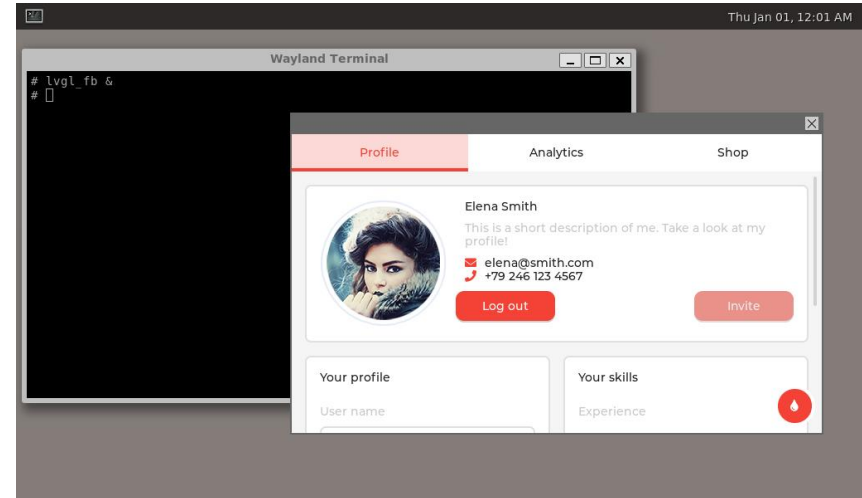 Thu Jan 01, 12:01 AM
Wayland Terminal
# lvgl_fb &
#
Profile
Analytics
Shop
Elena Smith
This is a short description of me. Take a look at my
profile!
elena@smith.com
+79 246 123 4567
Log out
Invite
Your profile
User name
Your skills
Experience